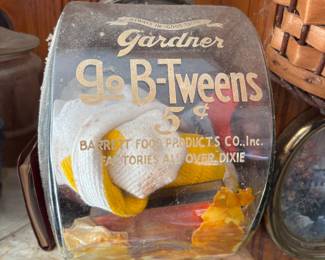 Gardner
go B-Tweens
5¢
BARRETT FOOD PRODUCTS CO., Inc.
FACTORIES ALL OVER DIXIE